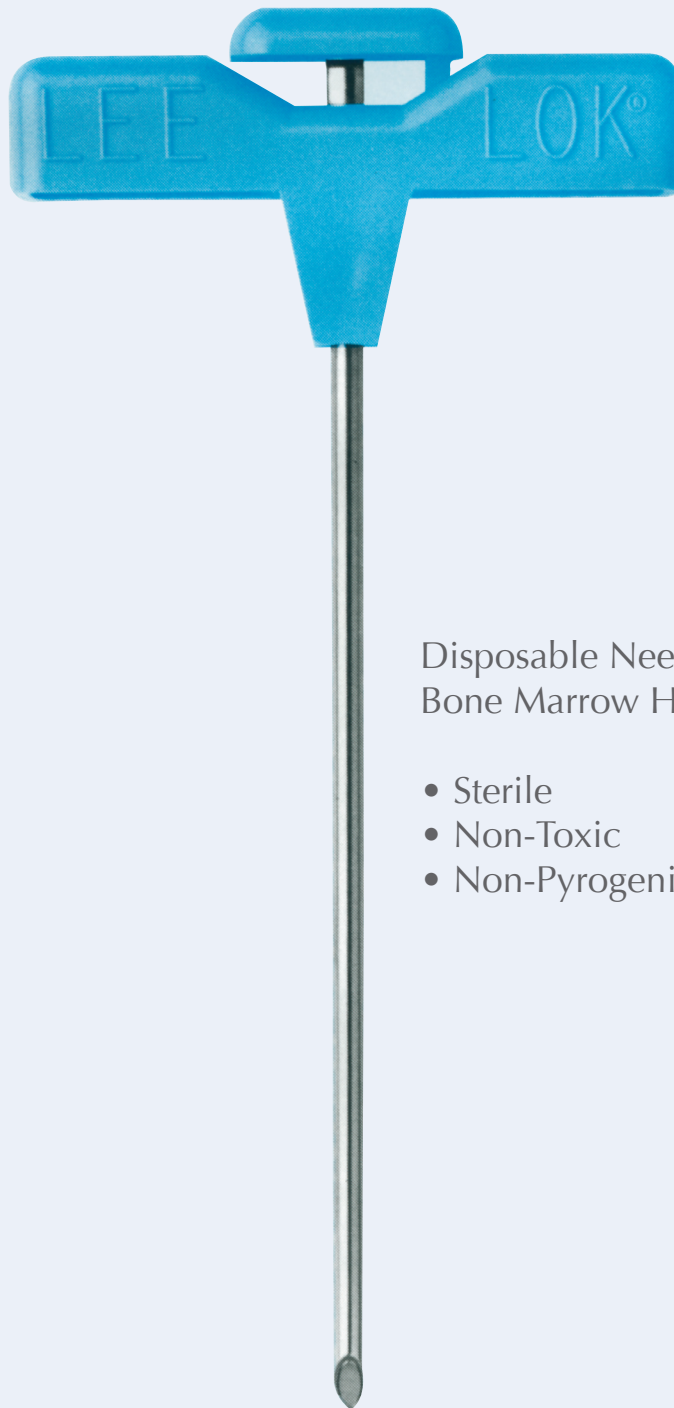 LEE LOK®
Disposable Nee
Bone Marrow H
• Sterile
• Non-Toxic
• Non-Pyrogeni